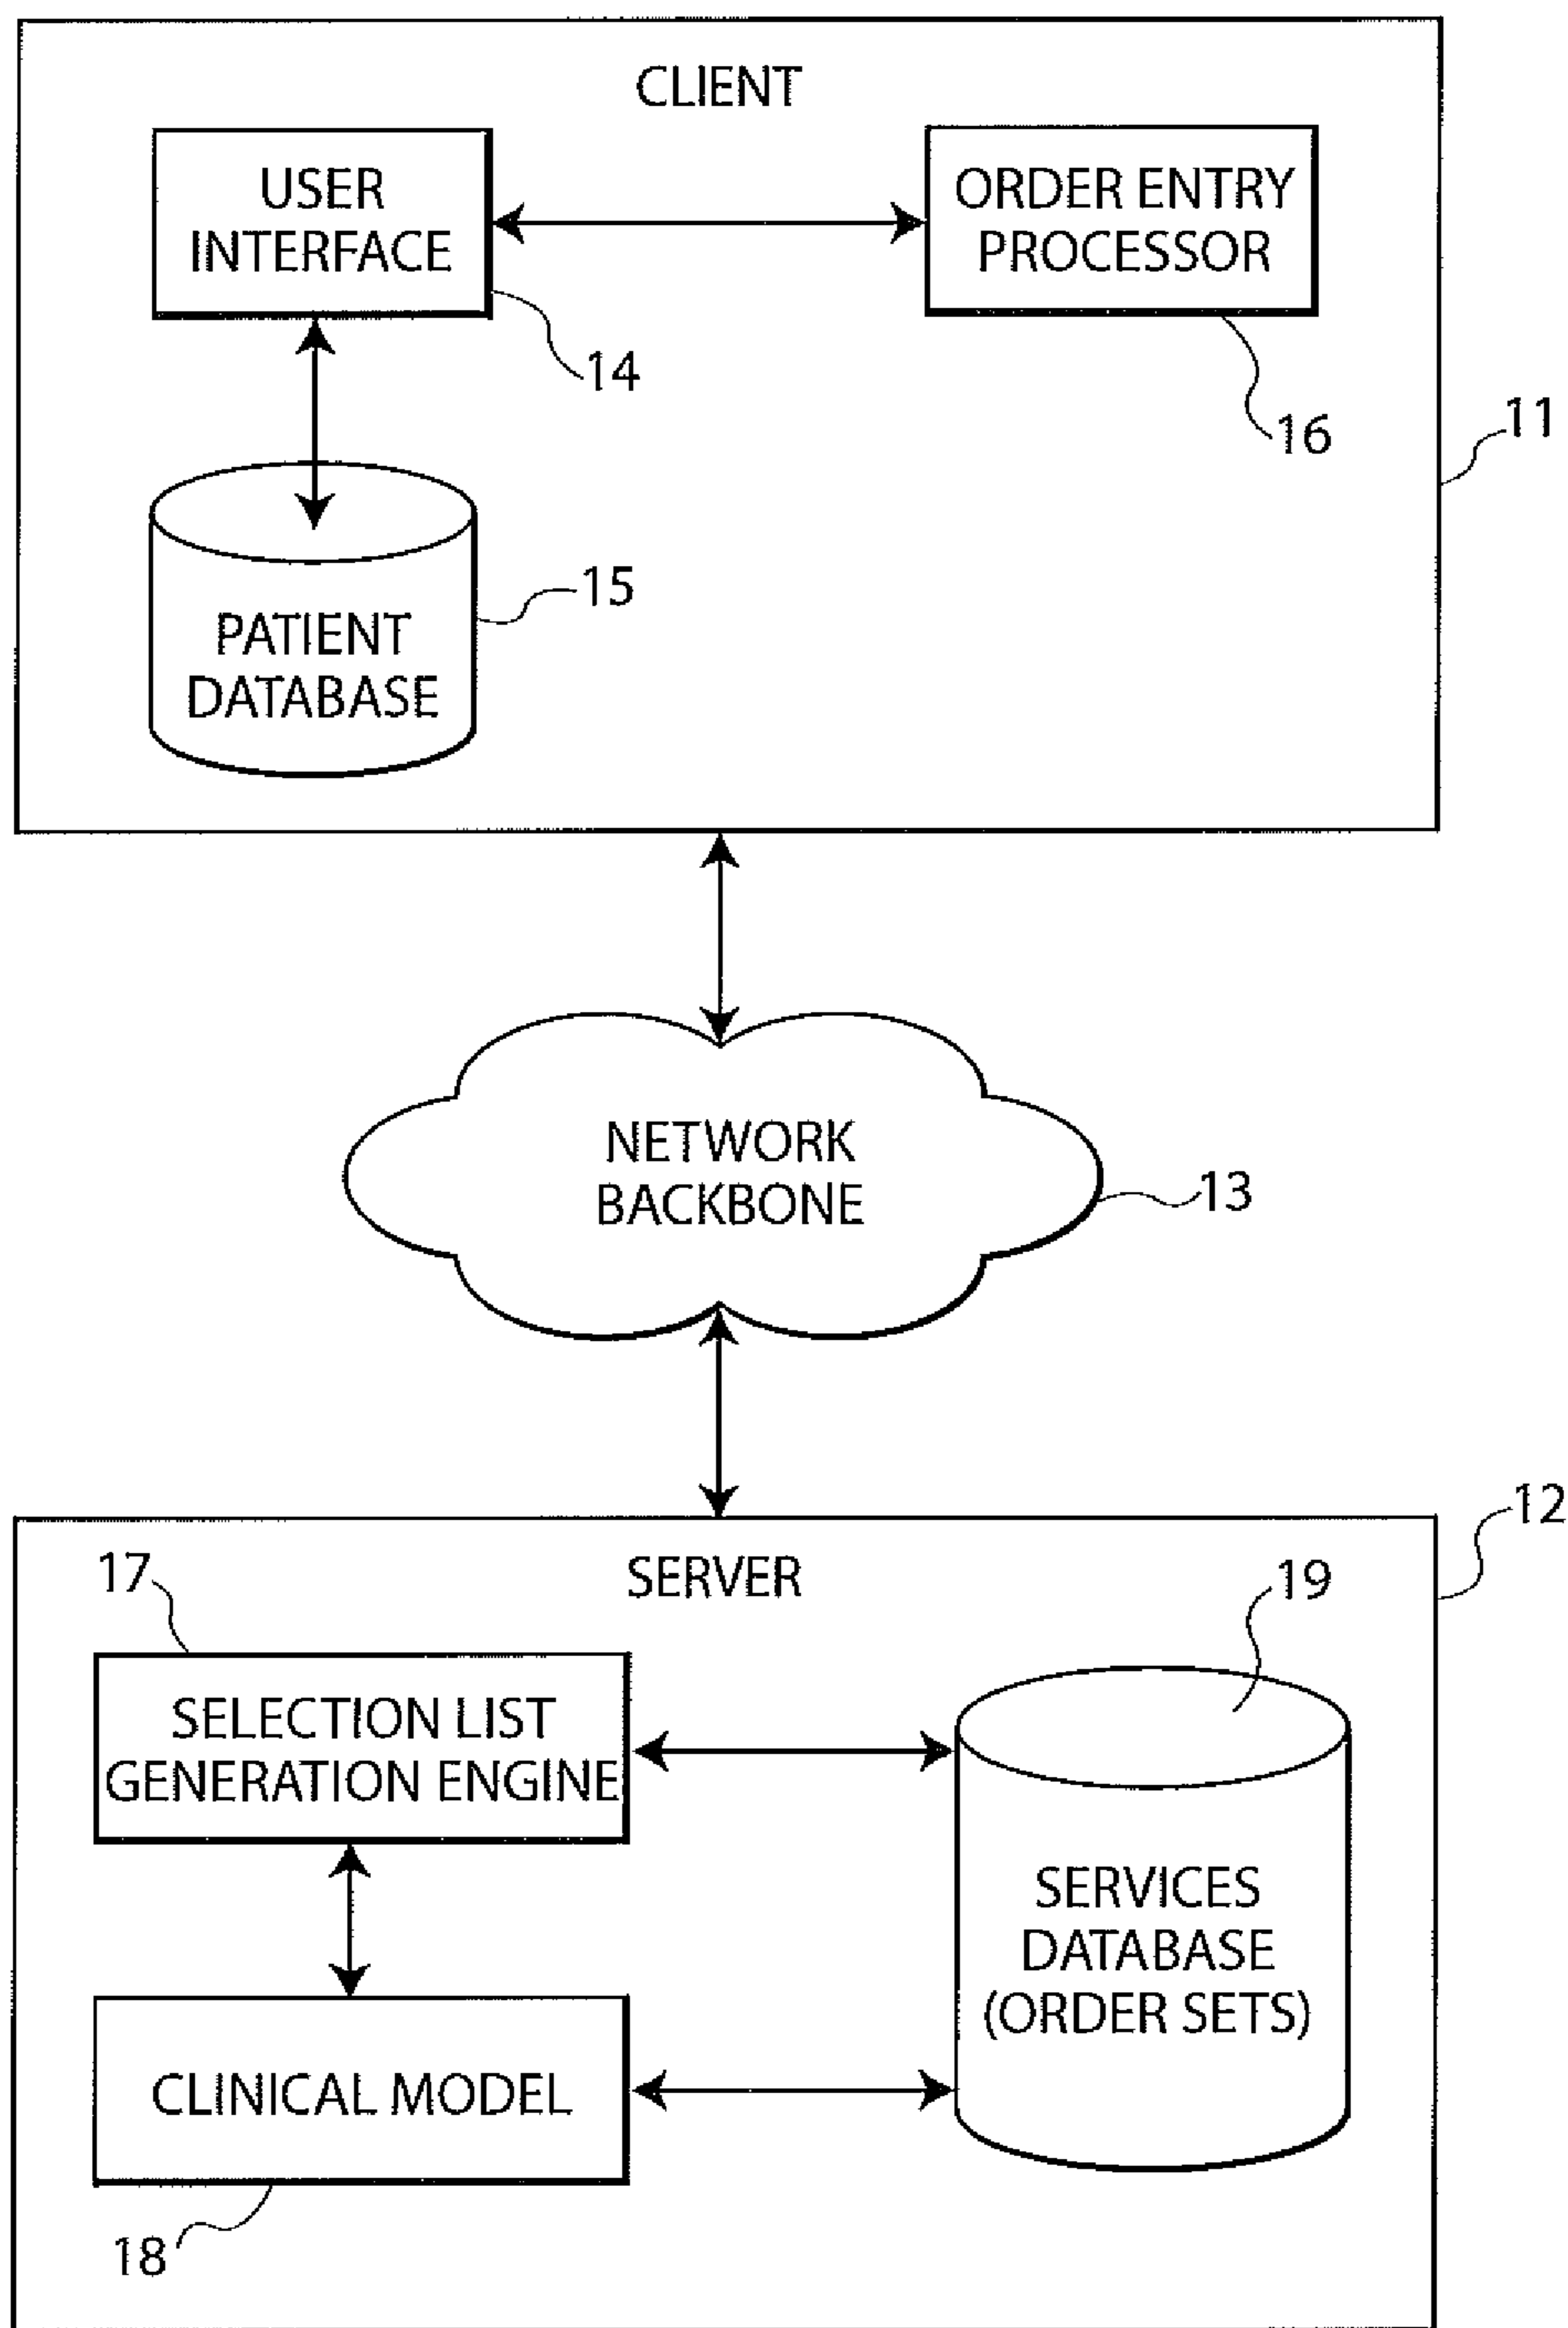 CLIENT
USER
INTERFACE
ORDER ENTRY
PROCESSOR
14
16
11
15
PATIENT
DATABASE
NETWORK
BACKBONE
13
12
SERVER
17
19
SELECTION LIST
GENERATION ENGINE
SERVICES
DATABASE
(ORDER SETS)
CLINICAL MODEL
18